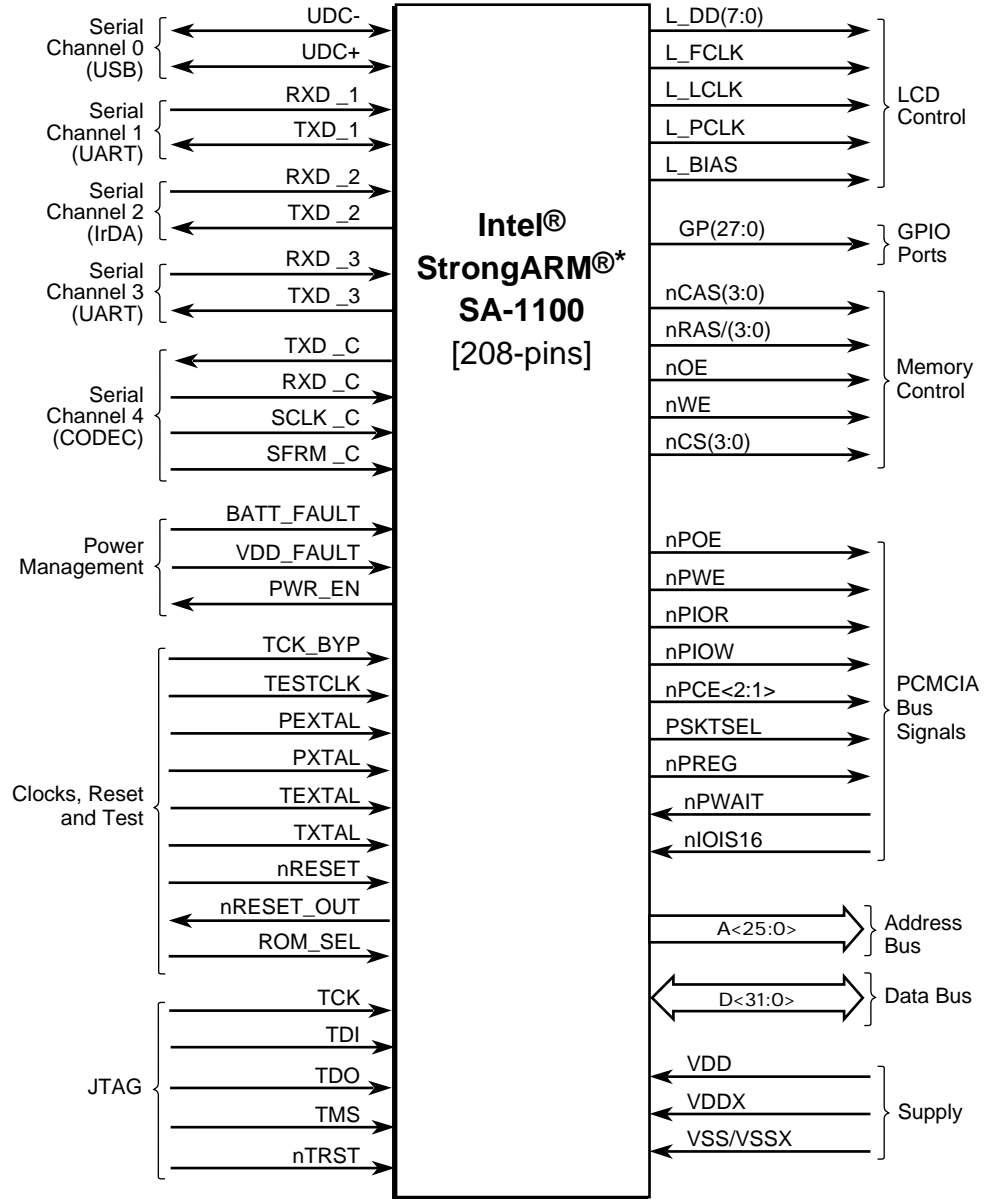 Serial
Channel 0
(USB)
UDC-
UDC+
Serial
Channel 1
(UART)
RXD _1
TXD_1
Serial
Channel 2
(IrDA)
RXD _2
TXD _2
Serial
Channel 3
(UART)
RXD _3
TXD _3
Serial
Channel 4
(CODEC)
TXD _C
RXD _C
SCLK _C
SFRM _C
Power
Management
BATT_FAULT
VDD_FAULT
PWR_EN
Clocks, Reset
and Test
TCK_BYP
TESTCLK
PEXTAL
PXTAL
TEXTAL
TXTAL
nRESET
nRESET_OUT
ROM_SEL
JTAG
TCK
TDI
TDO
TMS
nTRST
Intel®
StrongARM®*
SA-1100
[208-pins]
L_DD(7:0)
L_FCLK
L_LCLK
L_PCLK
L_BIAS
LCD
Control
GP(27:0)
GPIO
Ports
nCAS(3:0)
nRAS/(3:0)
nOE
nWE
nCS(3:0)
Memory
Control
nPOE
nPWE
nPIOR
nPIOW
nPCE<2:1>
PSKTSEL
nPREG
nPWAIT
nIOIS16
PCMCIA
Bus
Signals
A<25:0>
Address
Bus
D<31:0>
Data Bus
VDD
VDDX
VSS/VSSX
Supply